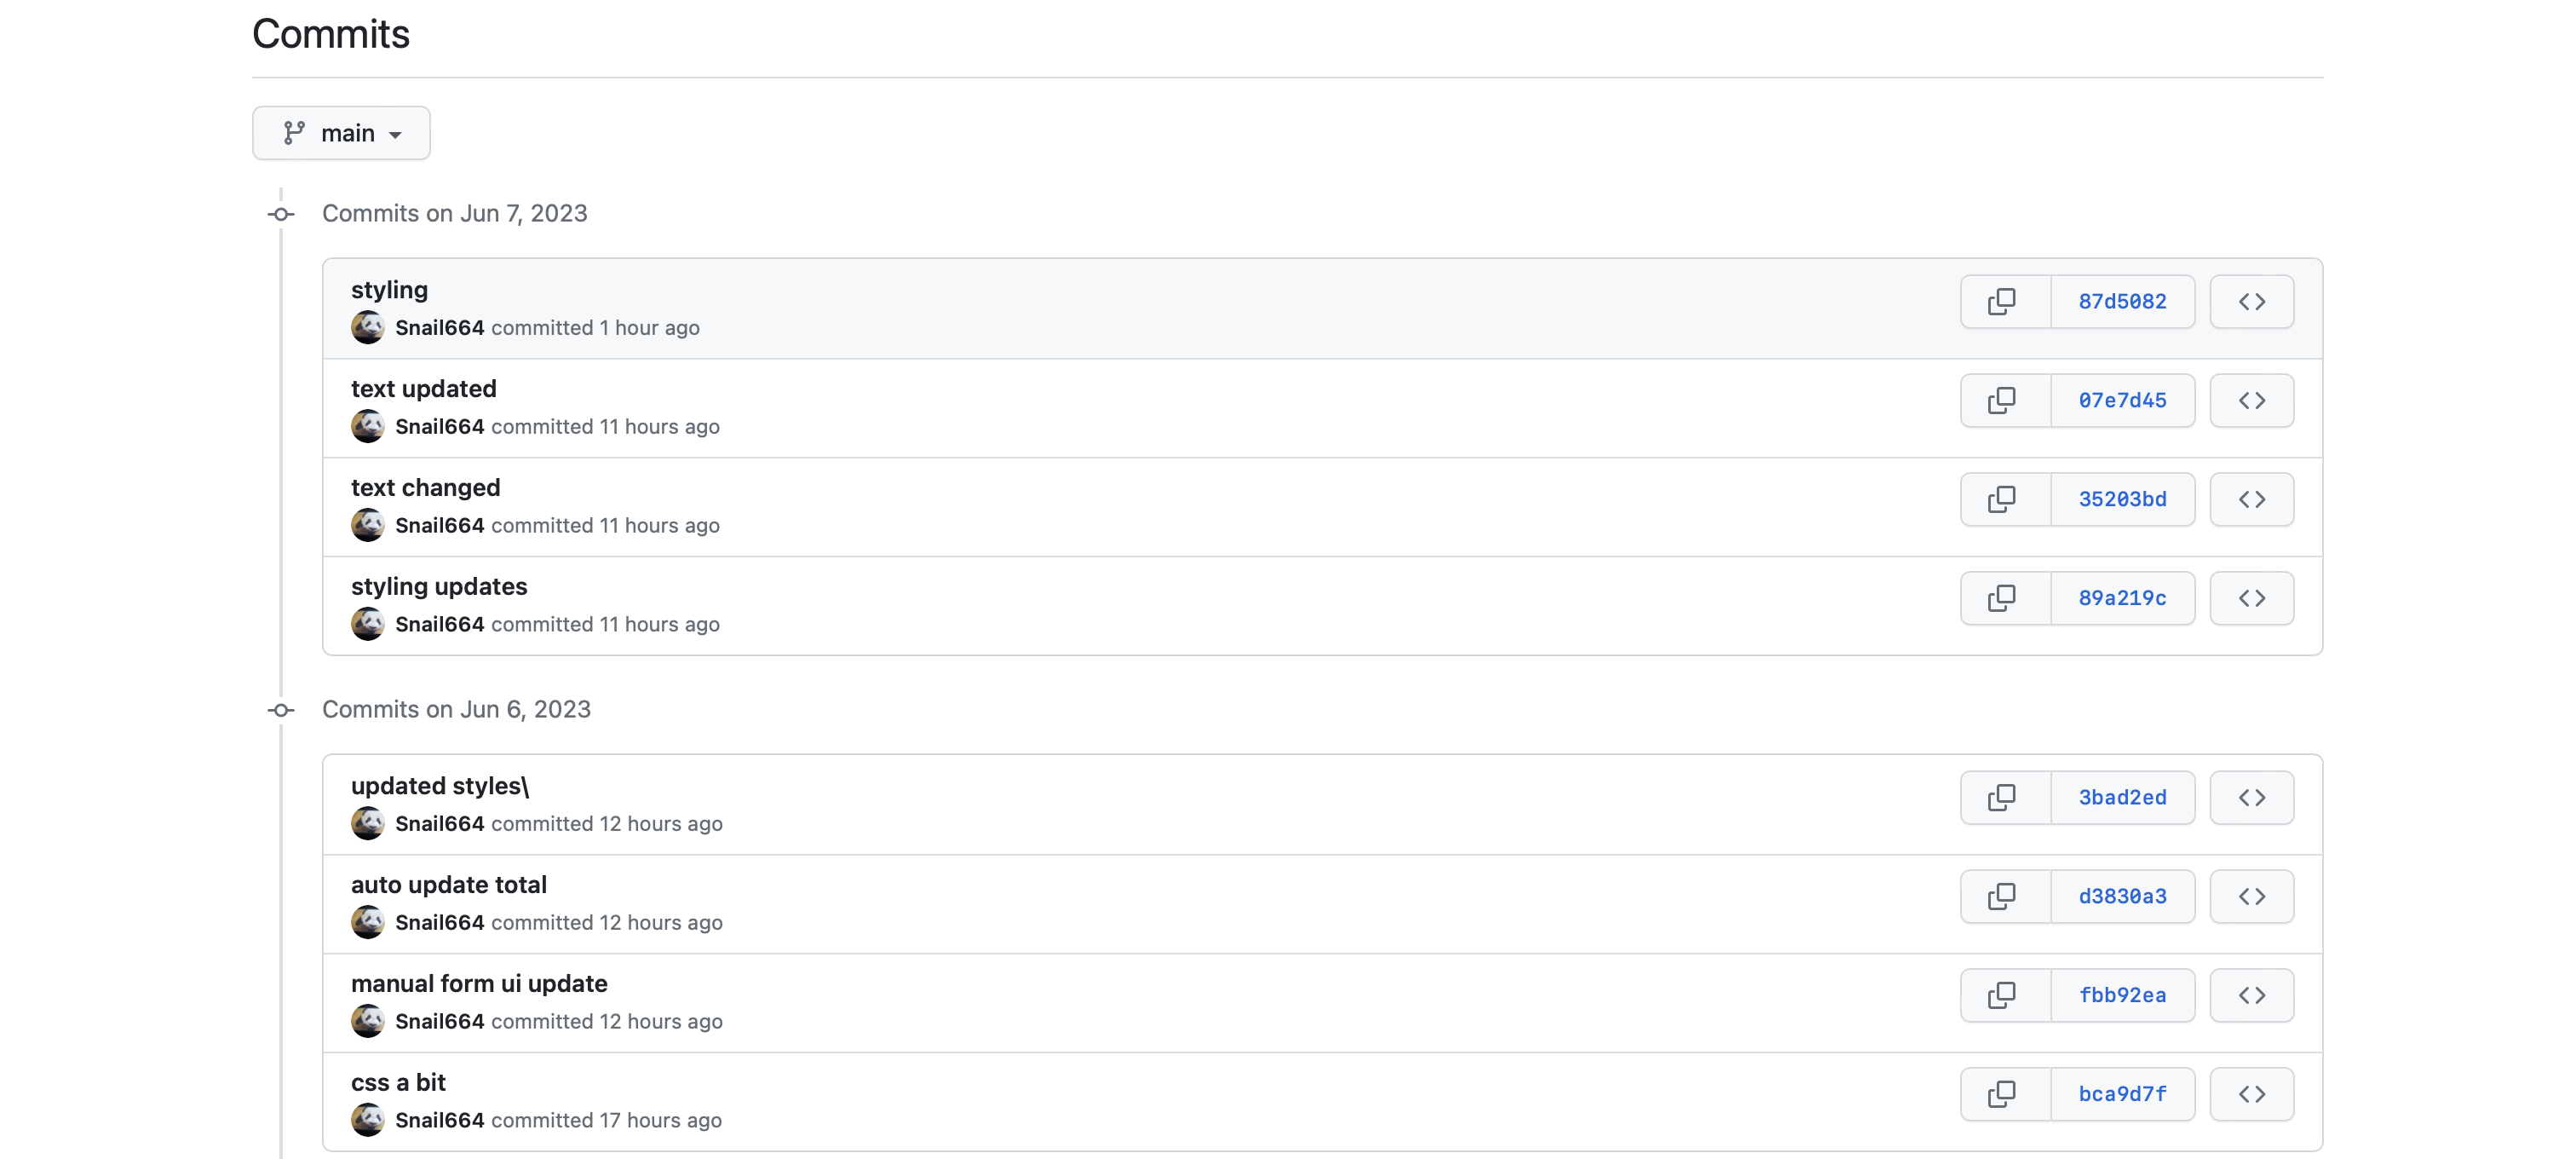 Commits
main
Commits on Jun 7, 2023
styling
Snail664 committed 1 hour ago
87d5082
text updated
Snail664 committed 11 hours ago
07e7d45
text changed
Snail664 committed 11 hours ago
35203bd
styling updates
Snail664 committed 11 hours ago
89a219c
Commits on Jun 6, 2023
updated styles\
Snail664 committed 12 hours ago
3bad2ed
auto update total
Snail664 committed 12 hours ago
d3830a3
manual form ui update
Snail664 committed 12 hours ago
fbb92ea
css a bit
Snail664 committed 17 hours ago
bca9d7f